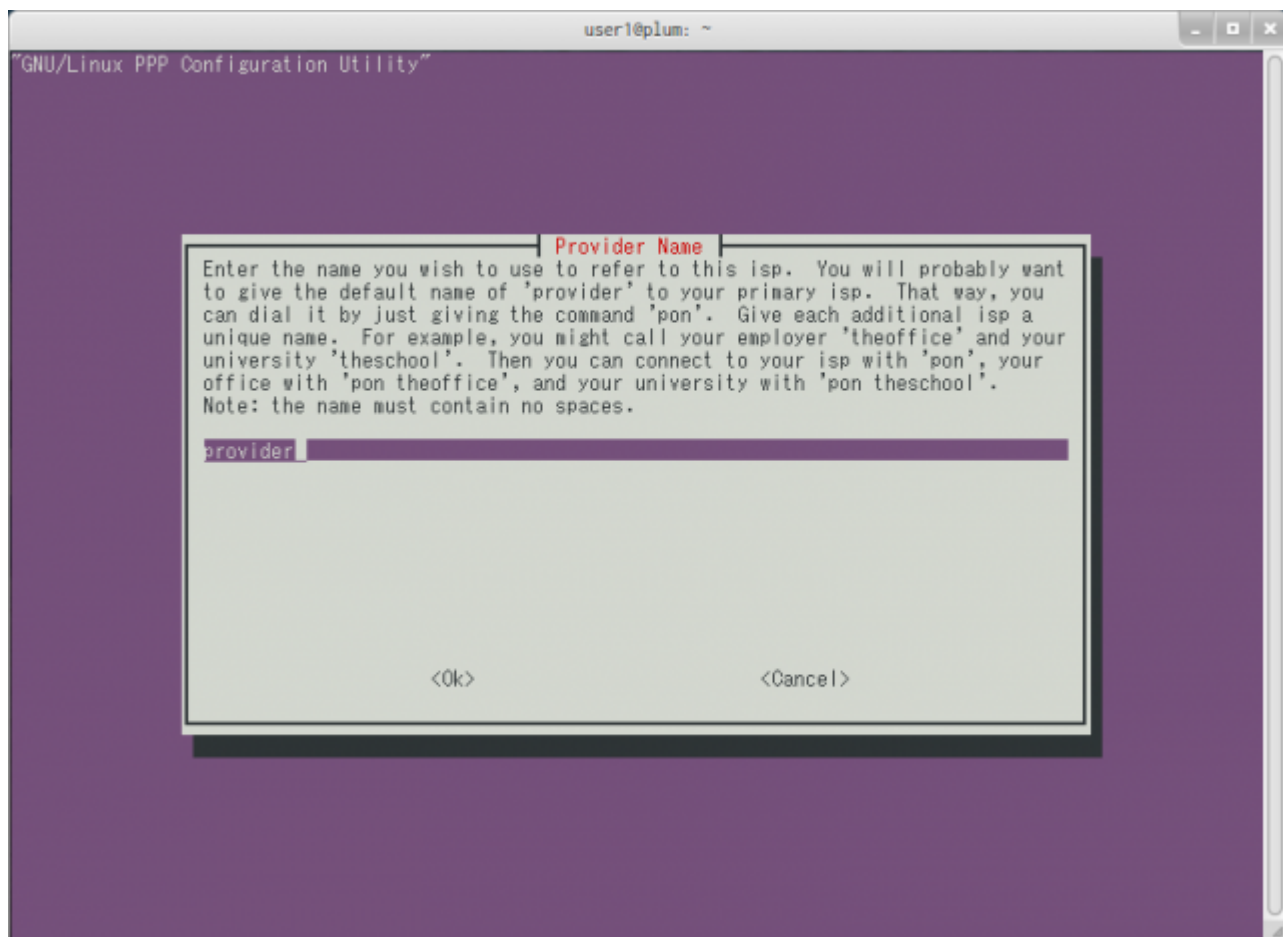 user1@plum: ~
"GNU/Linux PPP Configuration Utility"
Provider Name
Enter the name you wish to use to refer to this isp.  You will probably want
to give the default name of 'provider' to your primary isp.  That way, you
can dial it by just giving the command 'pon'.  Give each additional isp a
unique name.  For example, you might call your employer 'theoffice' and your
university 'theschool'.  Then you can connect to your isp with 'pon', your
office with 'pon theoffice', and your university with 'pon theschool'.
Note: the name must contain no spaces.
provider_
<Ok> <Cancel>